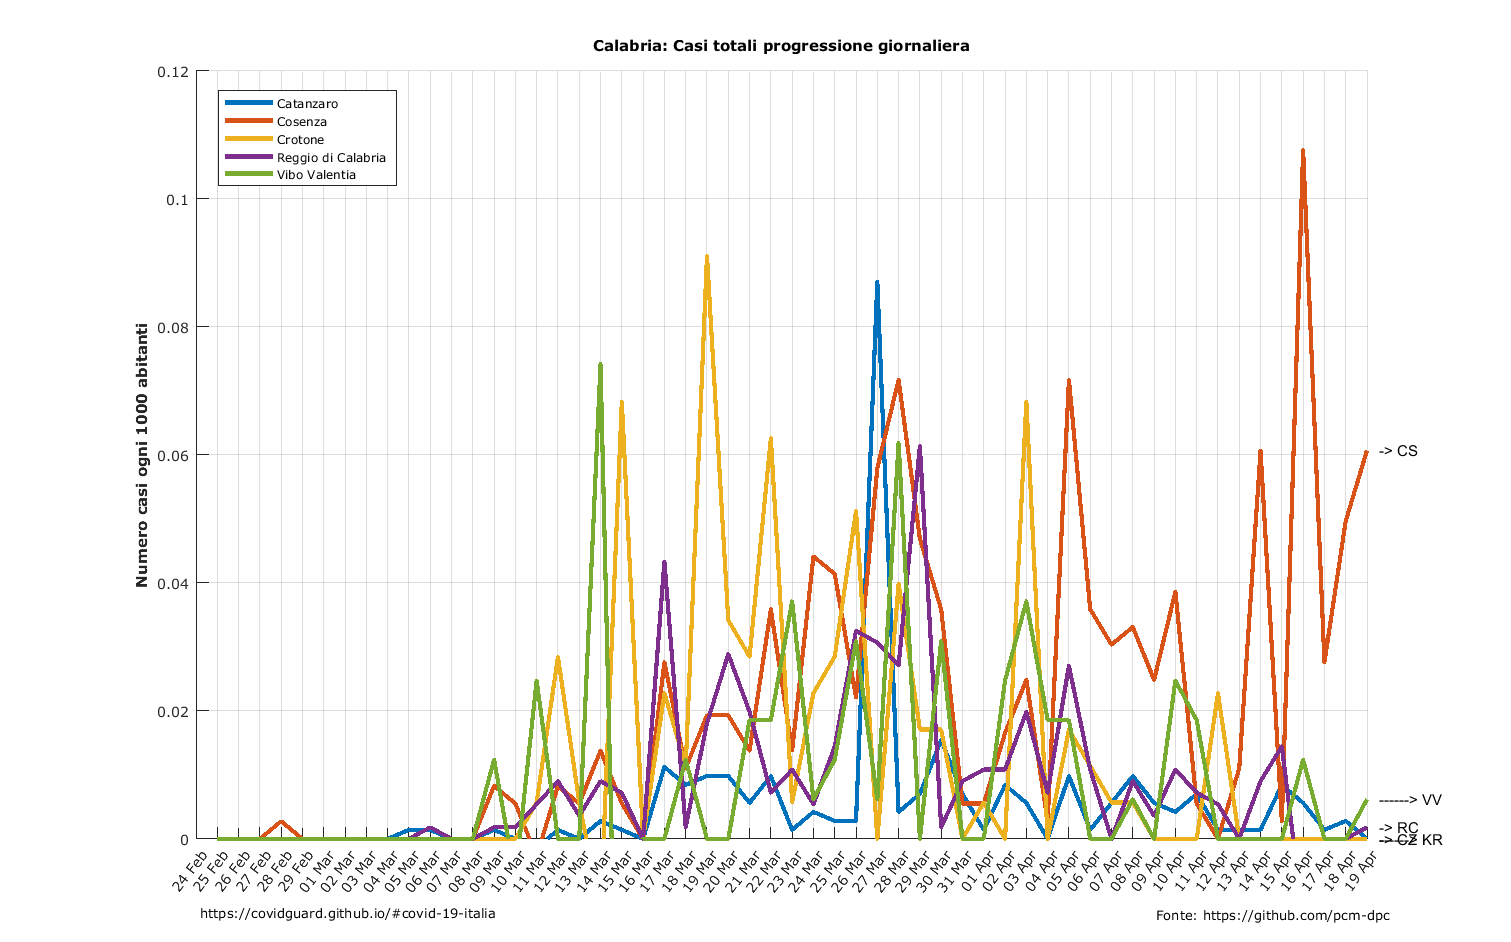 Calabria: Casi totali progressione giornaliera
Numero casi ogni 1000 abitanti
0.12
0.1
0.08
0.06
0.04
0.02
0
Catanzaro
Cosenza
Crotone
Reggio di Calabria
Vibo Valentia
-> CS
------> VV
-> RC
-> CZ
------> KR
24 Feb
25 Feb
26 Feb
27 Feb
28 Feb
29 Feb
01 Mar
02 Mar
03 Mar
04 Mar
05 Mar
06 Mar
07 Mar
08 Mar
09 Mar
10 Mar
11 Mar
12 Mar
13 Mar
14 Mar
15 Mar
16 Mar
17 Mar
18 Mar
19 Mar
20 Mar
21 Mar
22 Mar
23 Mar
24 Mar
25 Mar
26 Mar
27 Mar
28 Mar
29 Mar
30 Mar
31 Mar
01 Apr
02 Apr
03 Apr
04 Apr
05 Apr
06 Apr
07 Apr
08 Apr
09 Apr
10 Apr
11 Apr
12 Apr
13 Apr
14 Apr
15 Apr
16 Apr
17 Apr
18 Apr
19 Apr
https://covidguard.github.io/#covid-19-italia
Fonte: https://github.com/pcm-dpc